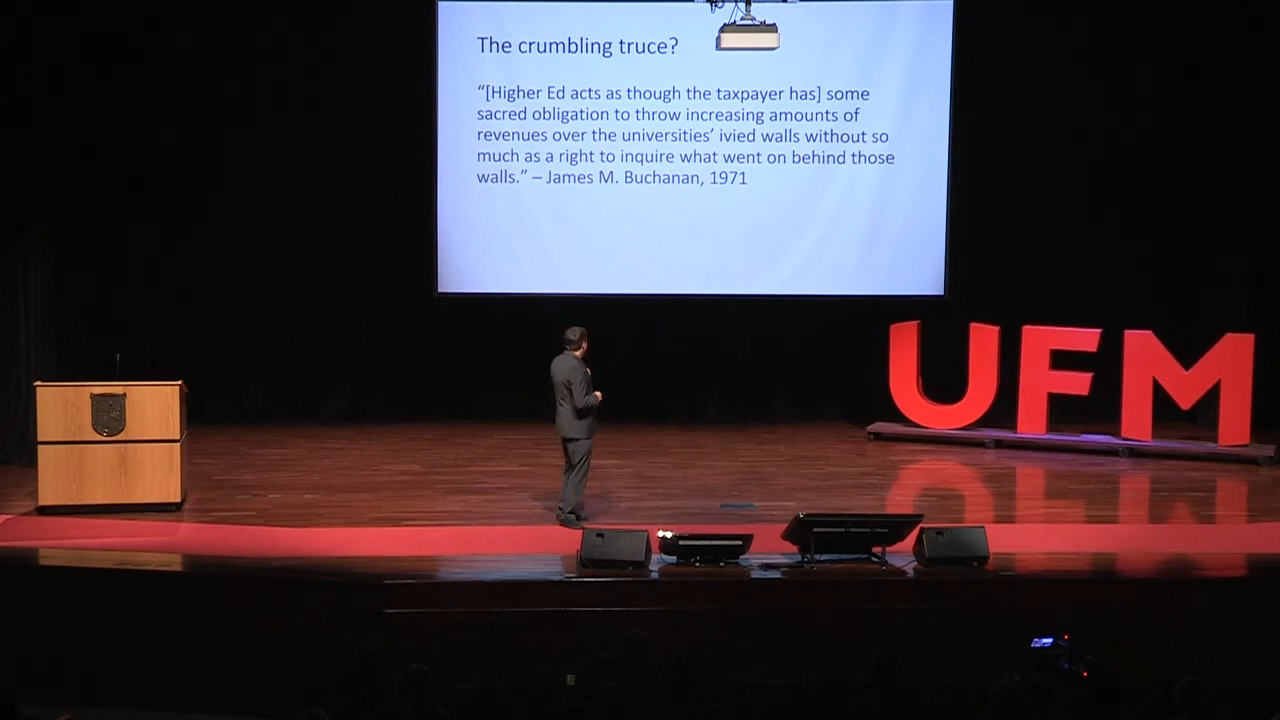 The crumbling truce?
“[Higher Ed acts as though the taxpayer has] some
sacred obligation to throw increasing amounts of
revenues over the universities’ ivied walls without so
much as a right to inquire what went on behind those
walls.” – James M. Buchanan, 1971
UFM